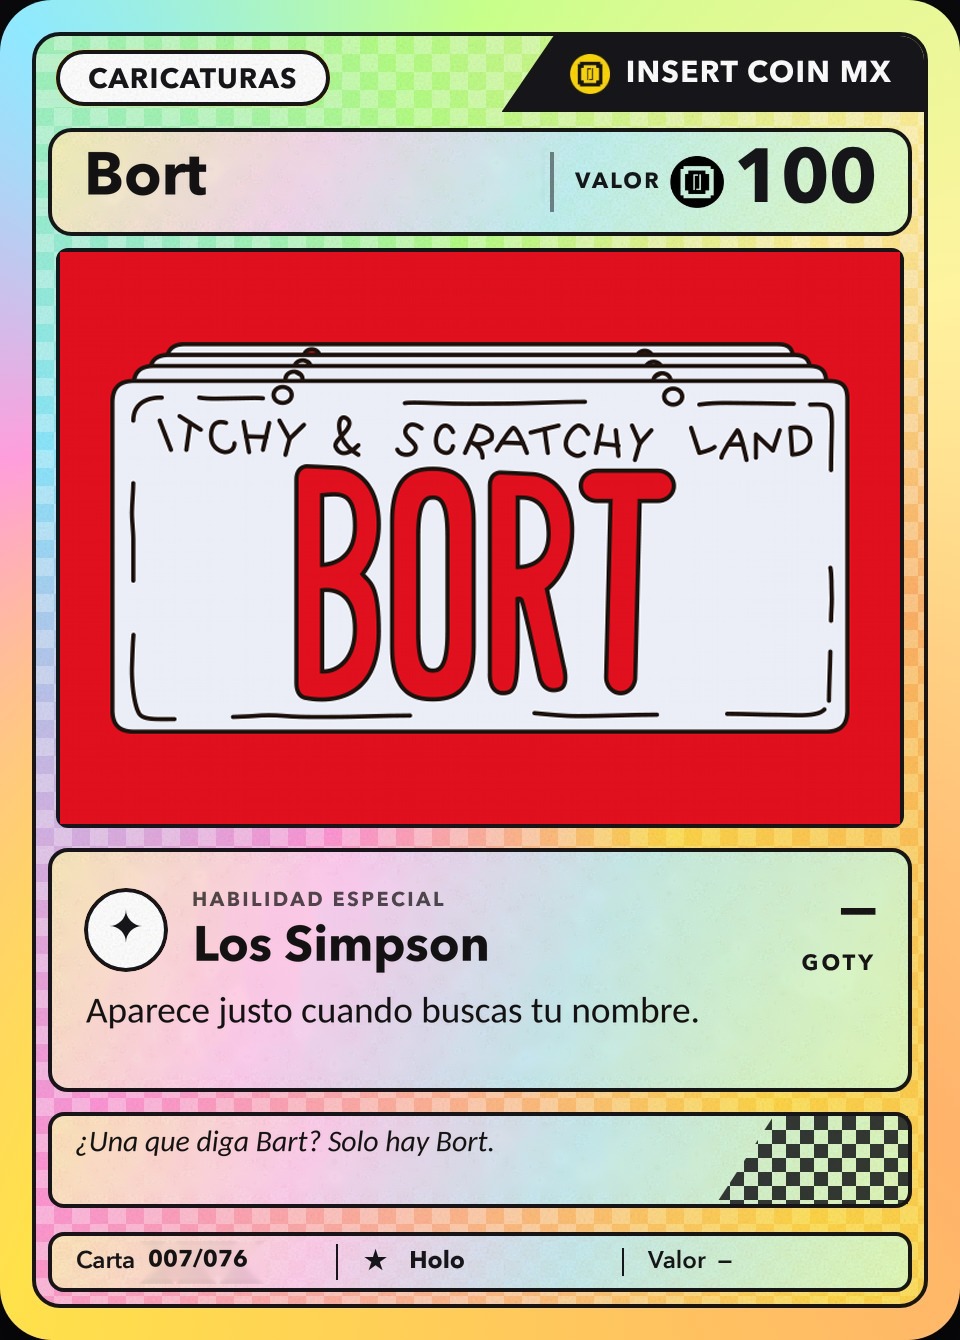 CARICATURAS
INSERT COIN MX
Bort
VALOR 100
ITCHY & SCRATCHY LAND
BORT
HABILIDAD ESPECIAL
Los Simpson
–
GOTY
Aparece justo cuando buscas tu nombre.
¿Una que diga Bart? Solo hay Bort.
Carta 007/076 ★ Holo Valor –